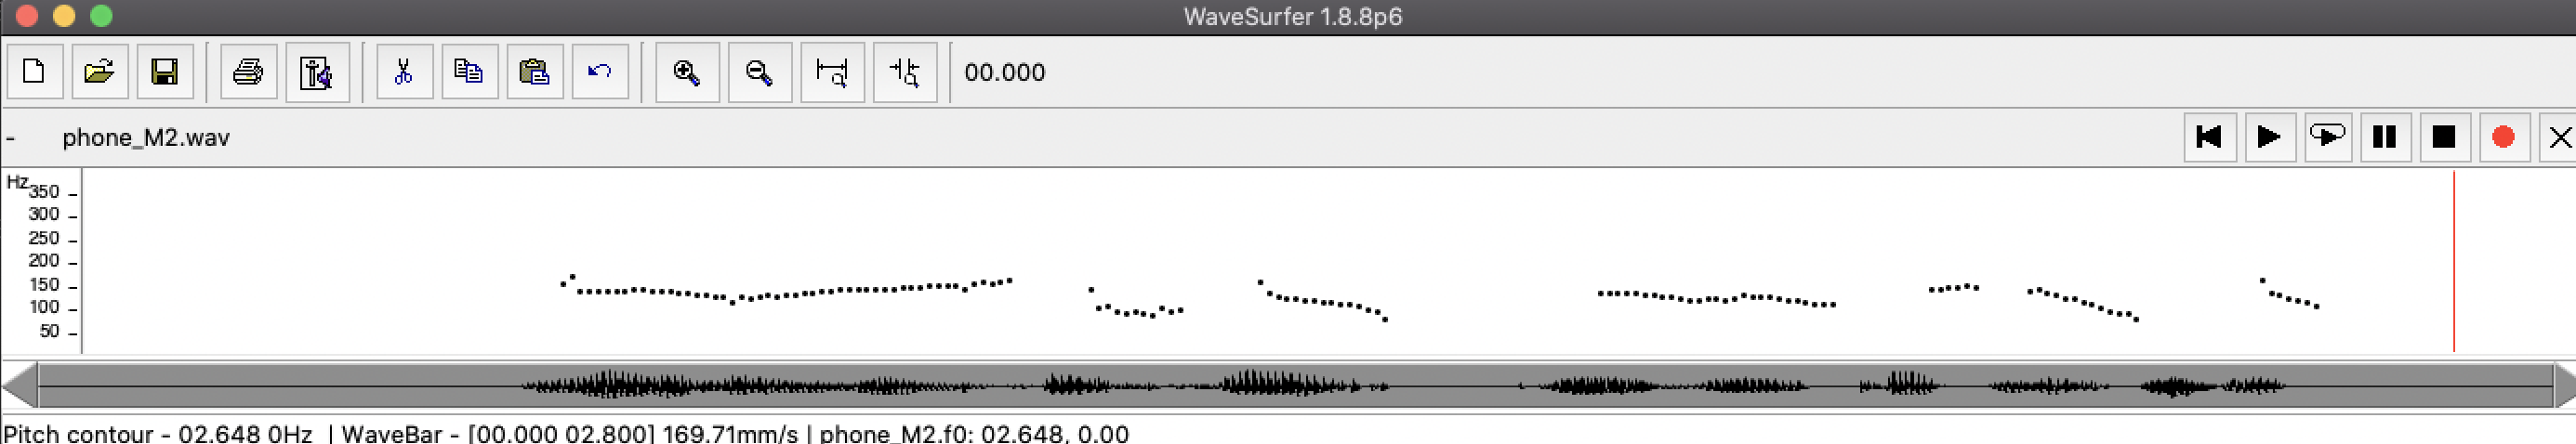 WaveSurfer 1.8.8p6
00.000
- phone_M2.wav
Hz
350
300
250
200
150
100
50
Pitch contour - 02.648 0Hz | WaveBar - [00.000 02.800] 169.71mm/s | phone_M2.f0: 02.648, 0.00